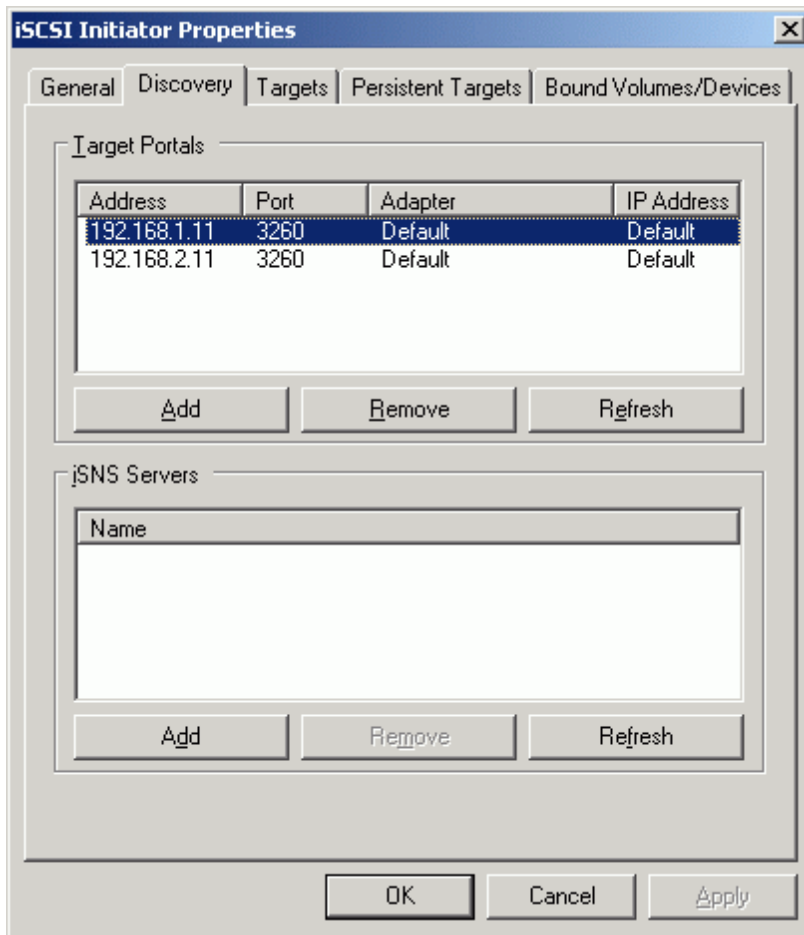 iSCSI Initiator Properties
General Discovery Targets Persistent Targets Bound Volumes/Devices
Target Portals
Address Port Adapter IP Address
192.168.1.11 3260 Default Default
192.168.2.11 3260 Default Default
Add Remove Refresh
iSNS Servers
Name
Add Remove Refresh
OK Cancel Apply